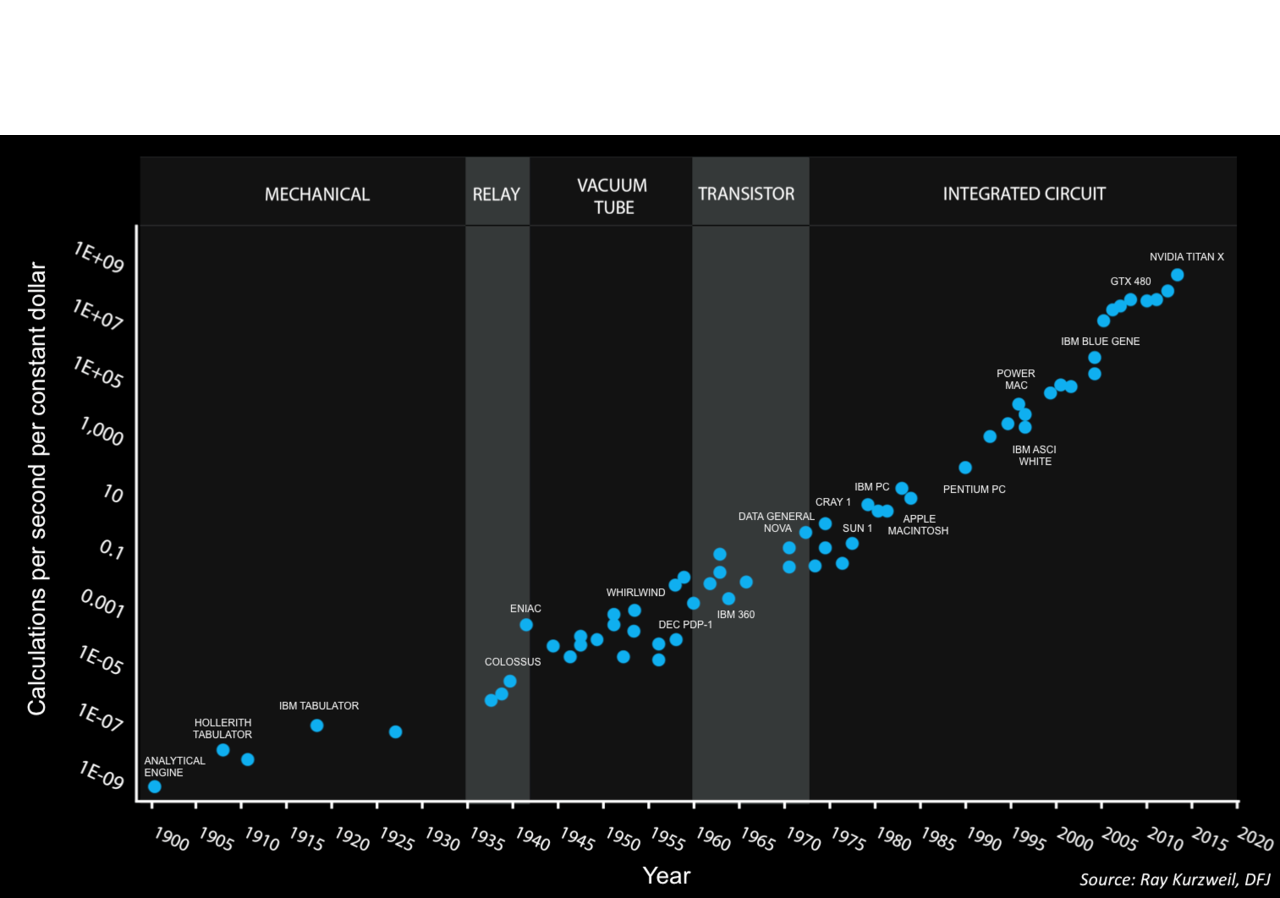 MECHANICAL
RELAY
VACUUM
TUBE
TRANSISTOR
INTEGRATED CIRCUIT
Calculations per second per constant dollar
1E+09
1E+07
1E+05
1,000
10
0.1
0.001
1E-05
1E-07
1E-09
ANALYTICAL
ENGINE
HOLLERITH
TABULATOR
IBM TABULATOR
COLOSSUS
ENIAC
WHIRLWIND
DEC PDP-1
IBM 360
DATA GENERAL
NOVA
CRAY 1
SUN 1
IBM PC
APPLE
MACINTOSH
PENTIUM PC
POWER
MAC
IBM ASCI
WHITE
IBM BLUE GENE
GTX 480
NVIDIA TITAN X
1900
1905
1910
1915
1920
1925
1930
1935
1940
1945
1950
1955
1960
1965
1970
1975
1980
1985
1990
1995
2000
2005
2010
2015
2020
Year
Source: Ray Kurzweil, DFJ